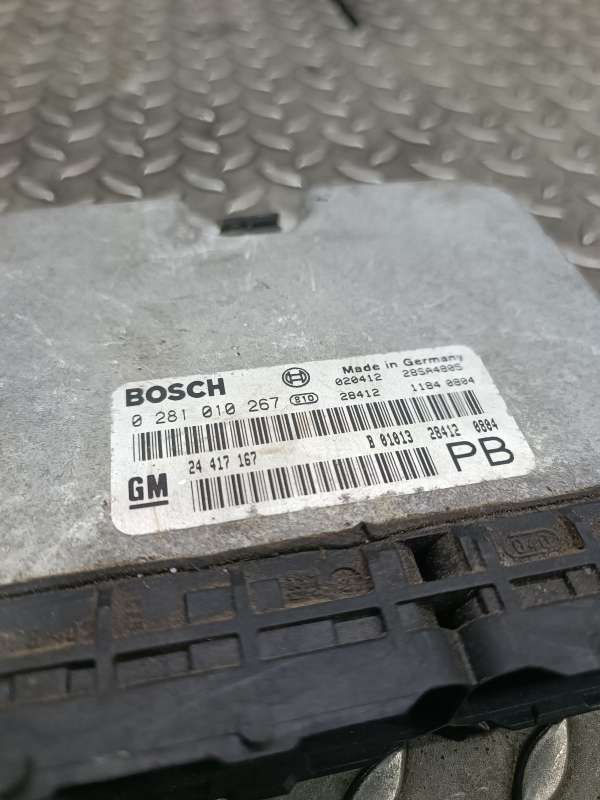 BOSCH
Made in Germany
020412 28SA4805
0 281 010 267 810 28412 1184 0804
GM
24 417 167 B 01013 28412 0804
PB